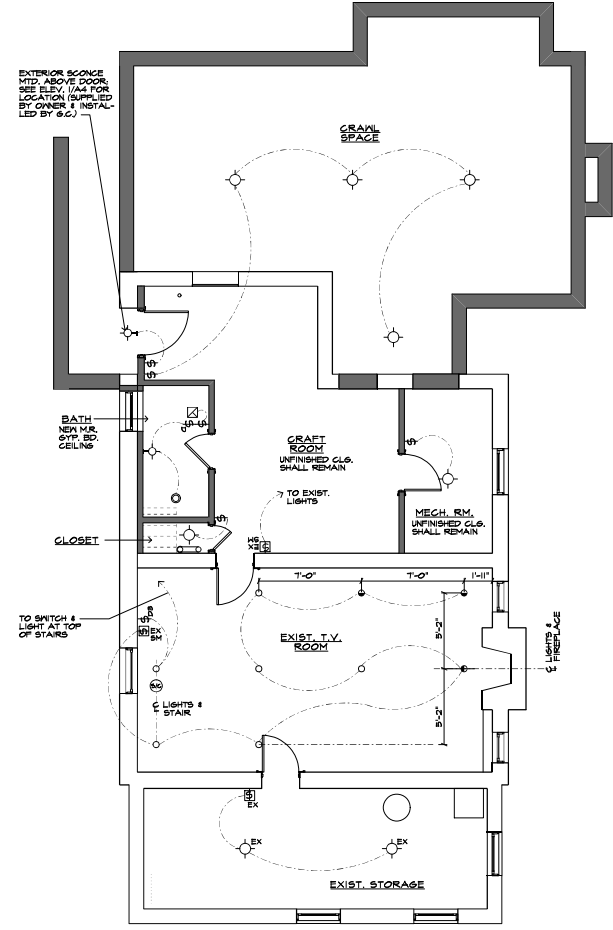 EXTERIOR SCONCE
MTD. ABOVE DOOR;
SEE ELEV. 1/A4 FOR
LOCATION (SUPPLIED
BY OWNER & INSTAL-
LED BY G.C.)
CRAWL
SPACE
BATH
NEW M.R.
GYP. BD.
CEILING
CRAFT
ROOM
UNFINISHED CLG.
SHALL REMAIN
TO EXIST.
LIGHTS
MECH. RM.
UNFINISHED CLG.
SHALL REMAIN
CLOSET
SM
EX
7'-0"
7'-0"
1'-11"
TO SWITCH &
LIGHT AT TOP
OF STAIRS
DB
EX
SM
EXIST. T.V.
ROOM
5'-2"
5'-2"
℄ LIGHTS &
FIREPLACE
S/C
℄ LIGHTS &
STAIR
EX
EX
EX
EXIST. STORAGE